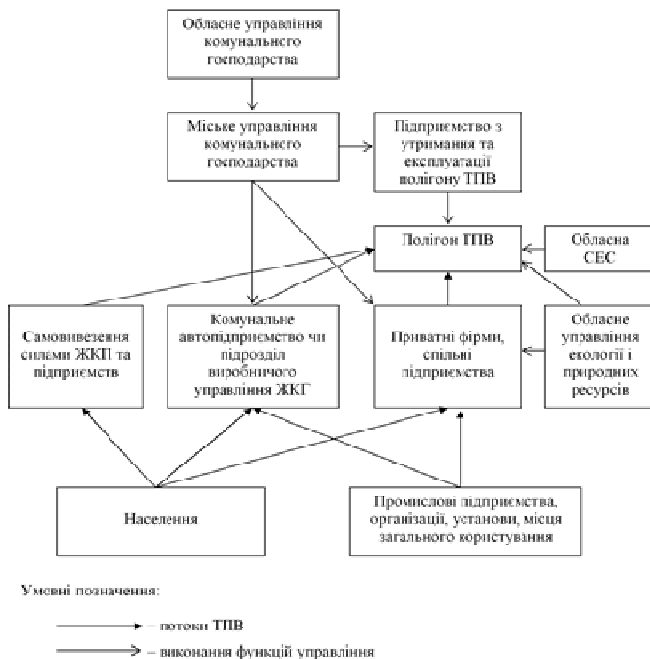 Обласне управління
комунального
господарства
Міське управління
комунального
господарства
Підприємство з
утримання та
експлуатації
полігону ТПВ
Полігон ТПВ
Обласна
СЕС
Самовивезення
силами ЖКП та
підприємств
Комунальне
автопідприємство чи
підрозділ
виробничого
управління ЖКГ
Приватні фірми,
спільні
підприємства
Обласне
управління
екології і
природних
ресурсів
Населення
Промислові підприємства,
організації, установи, місця
загального користування
Умовні позначення:
– потоки ТПВ
– виконання функцій управління